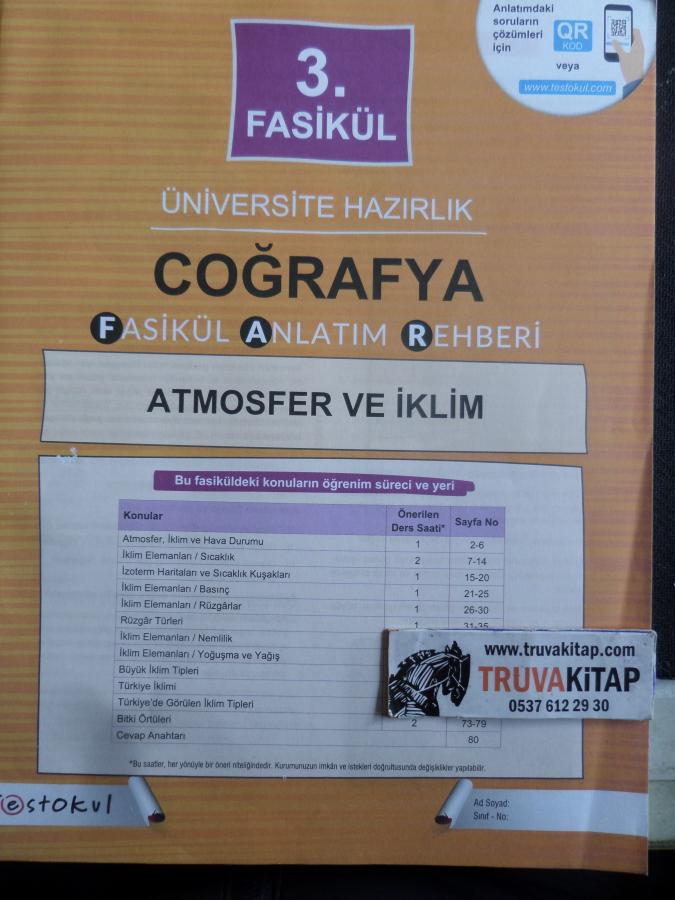 Anlatımdaki
soruların
çözümleri
için
QR
KOD
veya
www.testokul.com
3.
FASİKÜL
ÜNİVERSİTE HAZIRLIK
COĞRAFYA
FASİKÜL ANLATIM REHBERİ
ATMOSFER VE İKLİM
Bu fasiküldeki konuların öğrenim süreci ve yeri
Konular Önerilen Ders Saati* Sayfa No
Atmosfer, İklim ve Hava Durumu 1 2-6
İklim Elemanları / Sıcaklık 2 7-14
İzoterm Haritaları ve Sıcaklık Kuşakları 1 15-20
İklim Elemanları / Basınç 1 21-25
İklim Elemanları / Rüzgârlar 1 26-30
Rüzgâr Türleri 1 31-35
İklim Elemanları / Nemlilik
İklim Elemanları / Yoğuşma ve Yağış
Büyük İklim Tipleri
Türkiye İklimi
Türkiye'de Görülen İklim Tipleri
Bitki Örtüleri 2 73-79
Cevap Anahtarı 80
www.truvakitap.com
TRUVAKiTAP
0537 612 29 30
*Bu saatler, her yönüyle bir öneri niteliğindedir. Kurumunuzun imkân ve istekleri doğrultusunda değişiklikler yapılabilir.
testokul
Ad Soyad:
Sınıf - No: